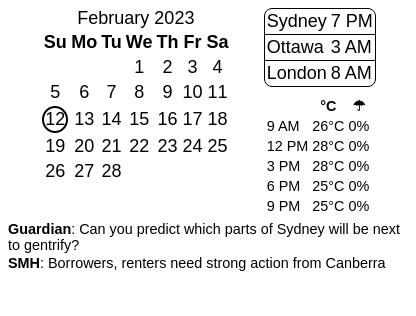 February 2023
Su Mo Tu We Th Fr Sa
1 2 3 4
5 6 7 8 9 10 11
12 13 14 15 16 17 18
19 20 21 22 23 24 25
26 27 28
Sydney 7 PM
Ottawa 3 AM
London 8 AM
°C ☂
9 AM 26°C 0%
12 PM 28°C 0%
3 PM 28°C 0%
6 PM 25°C 0%
9 PM 25°C 0%
Guardian: Can you predict which parts of Sydney will be next
to gentrify?
SMH: Borrowers, renters need strong action from Canberra